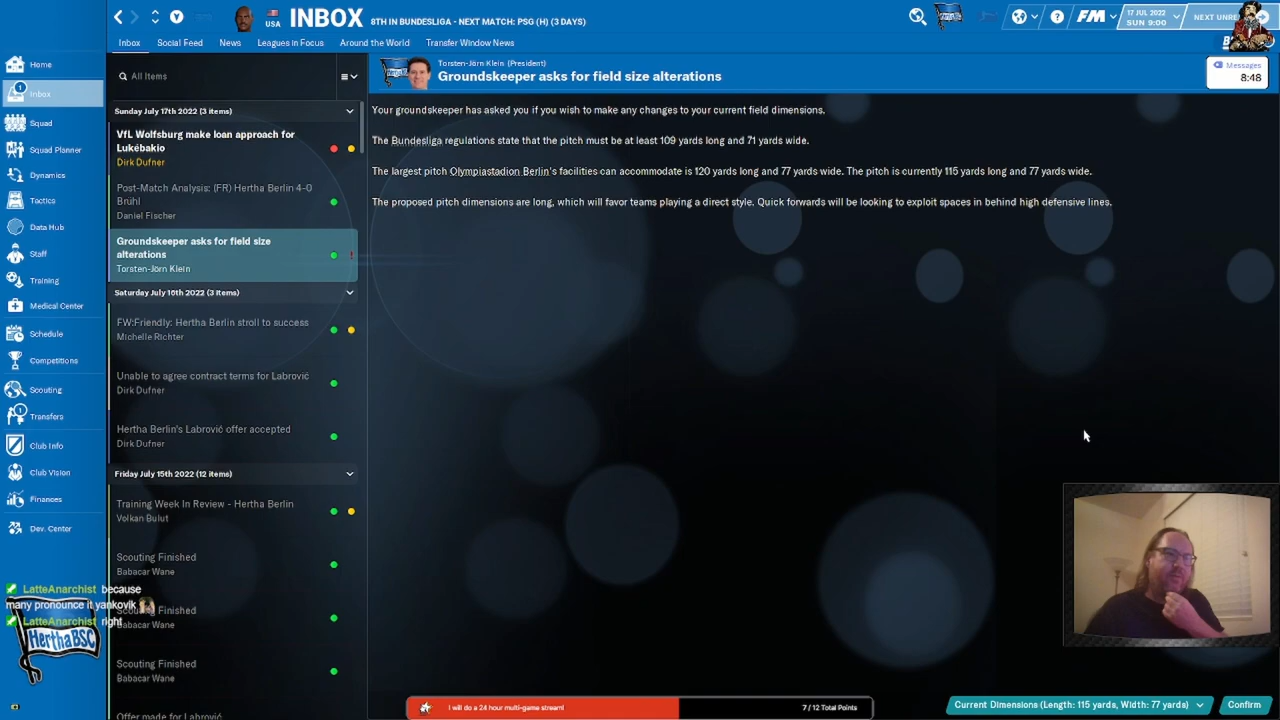 USA
INBOX
8TH IN BUNDESLIGA - NEXT MATCH: PSG (H) (3 DAYS)
FM
17 JUL 2022
SUN 9:00
Inbox
Social Feed
News
Leagues in Focus
Around the World
Transfer Window News
Home
Inbox
Squad
Squad Planner
Dynamics
Tactics
Data Hub
Staff
Training
Medical Center
Schedule
Competitions
Scouting
Transfers
Club Info
Club Vision
Finances
Dev. Center
All Items
Sunday July 17th 2022 (3 items)
VfL Wolfsburg make loan approach for
Lukébakio
Dirk Dufner
Post-Match Analysis: (FR) Hertha Berlin 4-0
Brühl
Daniel Fischer
Groundskeeper asks for field size
alterations
Torsten-Jörn Klein
Saturday July 16th 2022 (3 items)
FW:Friendly: Hertha Berlin stroll to success
Michelle Richter
Unable to agree contract terms for Labrović
Dirk Dufner
Hertha Berlin's Labrović offer accepted
Dirk Dufner
Friday July 15th 2022 (12 items)
Training Week In Review - Hertha Berlin
Volkan Bulut
Scouting Finished
Babacar Wane
Scouting Finished
Babacar Wane
Scouting Finished
Babacar Wane
Offer made for Labrović
Torsten-Jörn Klein (President)
Groundskeeper asks for field size alterations
Messages
8:48
Your groundskeeper has asked you if you wish to make any changes to your current field dimensions.
The Bundesliga regulations state that the pitch must be at least 109 yards long and 71 yards wide.
The largest pitch Olympiastadion Berlin's facilities can accommodate is 120 yards long and 77 yards wide. The pitch is currently 115 yards long and 77 yards wide.
The proposed pitch dimensions are long, which will favor teams playing a direct style. Quick forwards will be looking to exploit spaces in behind high defensive lines.
LatteAnarchist because
many pronounce it yankovik
LatteAnarchist right
Hertha BSC
I will do a 24 hour multi-game stream!
7 / 12 Total Points
Current Dimensions (Length: 115 yards, Width: 77 yards)
Confirm